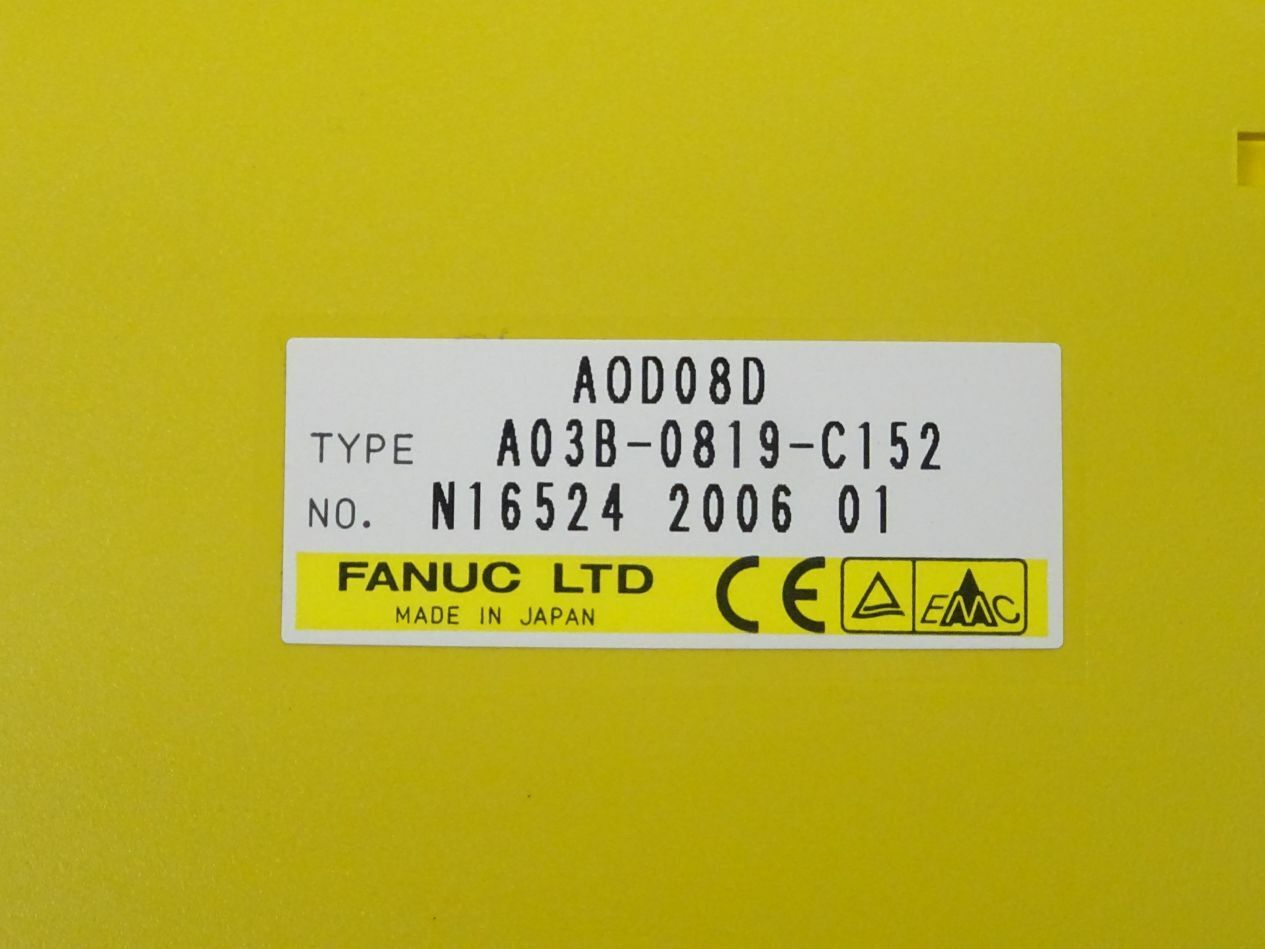 AOD08D
TYPE A03B-0819-C152
NO. N16524 2006 01
FANUC LTD
MADE IN JAPAN
CE
EMC